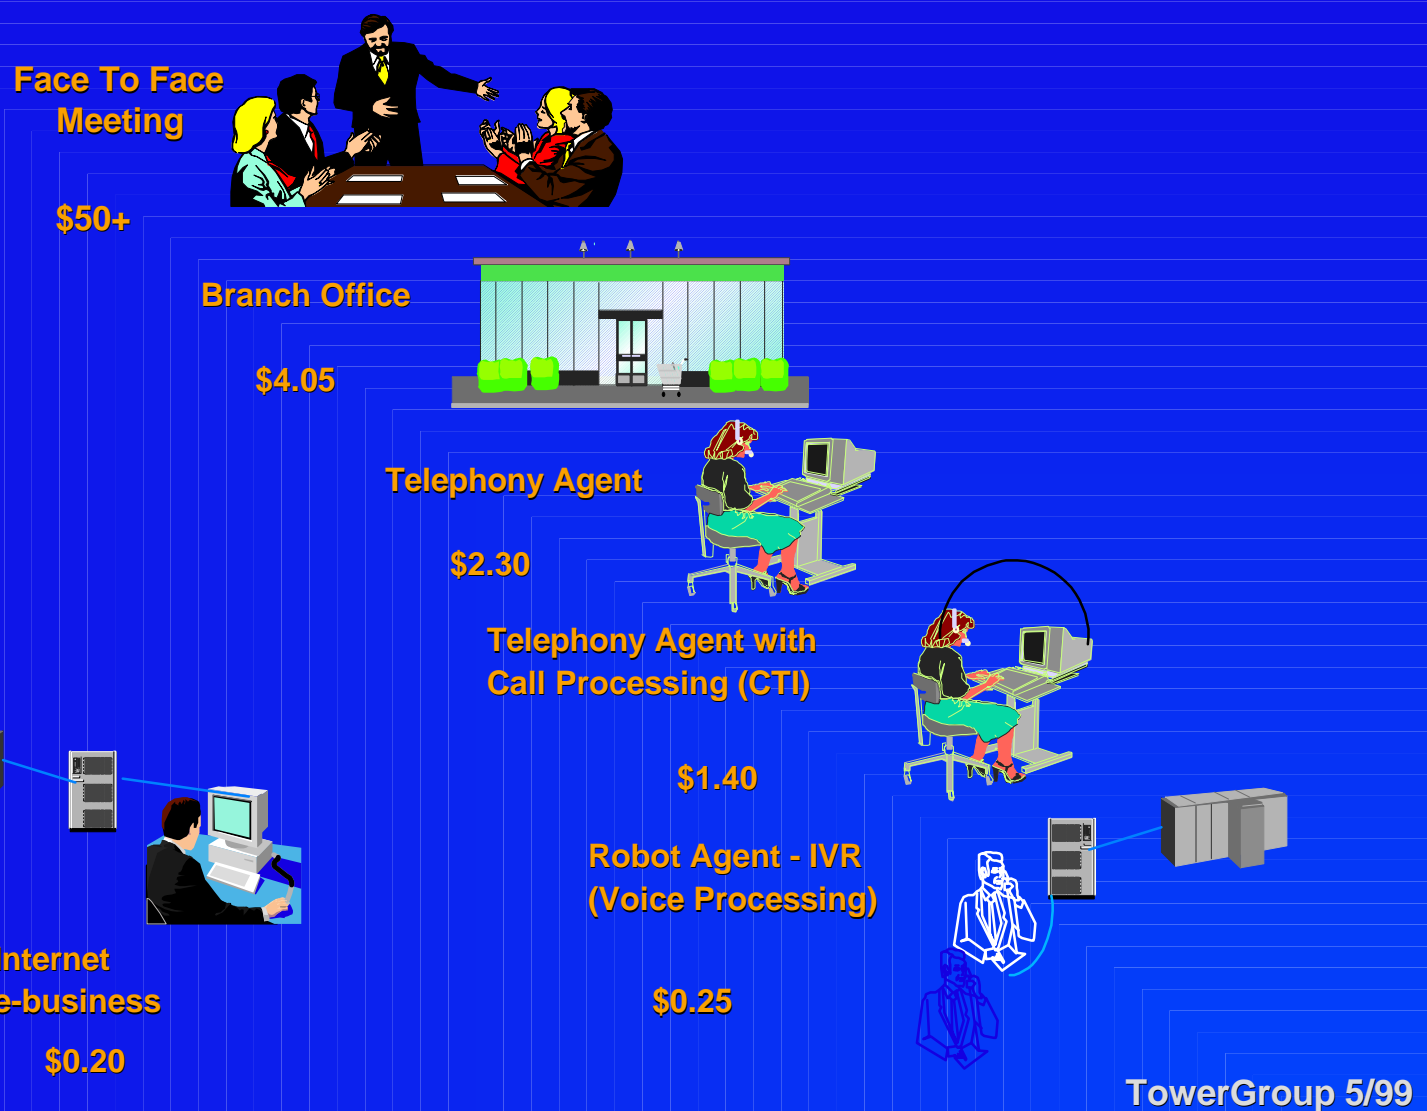 Face To Face
Meeting
$50+
Branch Office
$4.05
Telephony Agent
$2.30
Telephony Agent with
Call Processing (CTI)
$1.40
Robot Agent - IVR
(Voice Processing)
$0.25
Internet
e-business
$0.20
TowerGroup 5/99